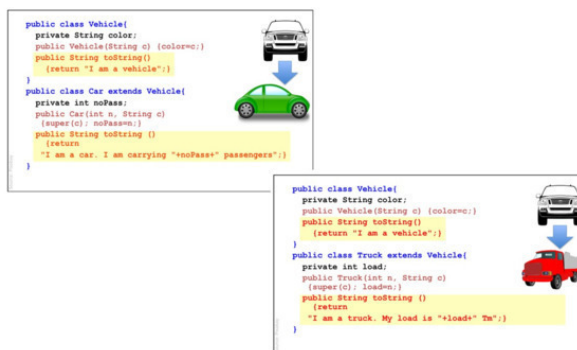 public class Vehicle{
private String color;
public Vehicle(String c) {color=c;}
public String toString()
{return "I am a vehicle";}
}
public class Car extends Vehicle{
private int noPass;
public Car(int n, String c)
{super(c); noPass=n;}
public String toString ()
{return
"I am a car. I am carrying "+noPass+" passengers";}
}
public class Vehicle{
private String color;
public Vehicle(String c) {color=c;}
public String toString()
{return "I am a vehicle";}
}
public class Truck extends Vehicle{
private int load;
public Truck(int n, String c)
{super(c); load=n;}
public String toString ()
{return
"I am a truck. My load is "+load+" Tm";}
}